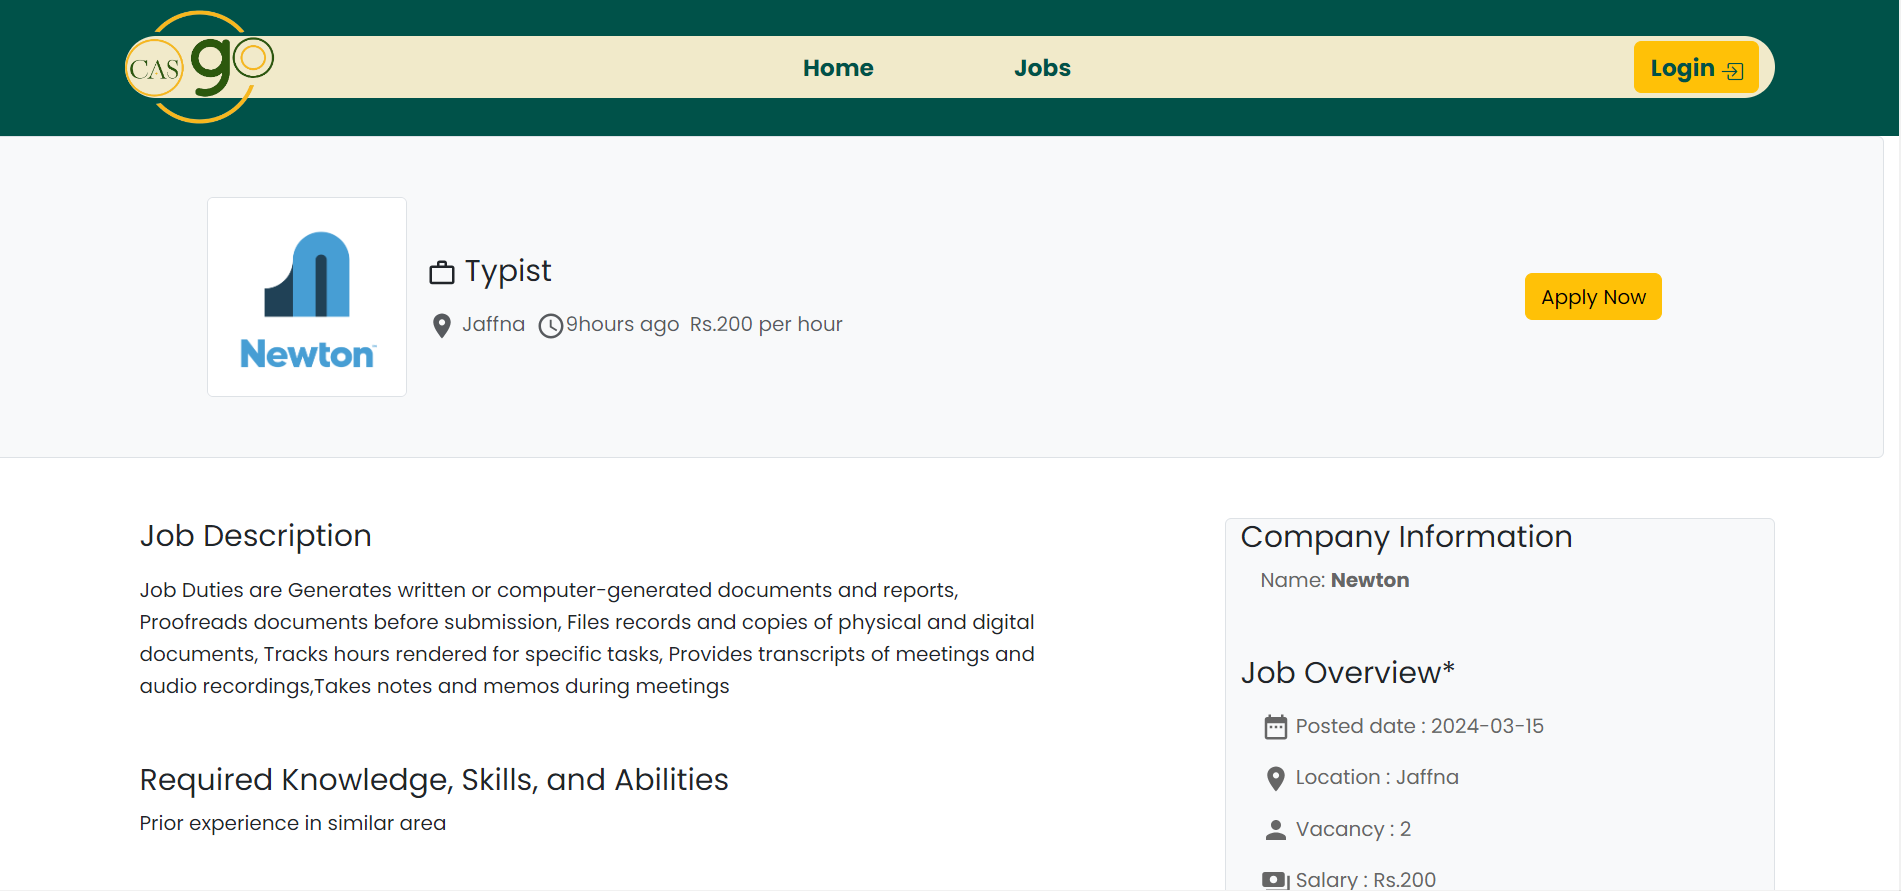 CAS go
Home
Jobs
Login
Newton™
Typist
Jaffna 9hours ago Rs.200 per hour
Apply Now
Job Description
Job Duties are Generates written or computer-generated documents and reports,
Proofreads documents before submission, Files records and copies of physical and digital
documents, Tracks hours rendered for specific tasks, Provides transcripts of meetings and
audio recordings,Takes notes and memos during meetings
Required Knowledge, Skills, and Abilities
Prior experience in similar area
Company Information
Name: Newton
Job Overview*
Posted date : 2024-03-15
Location : Jaffna
Vacancy : 2
Salary : Rs.200